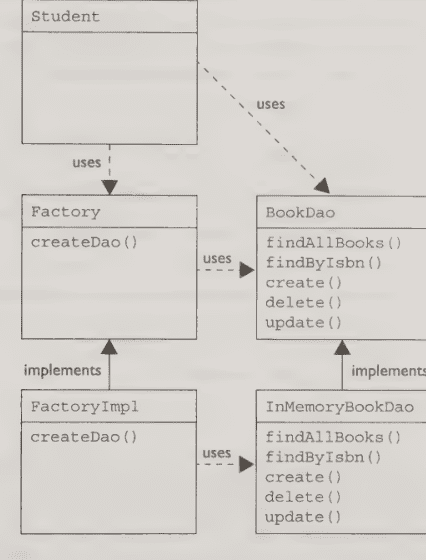 Student
uses
uses
Factory
createDao()
uses
BookDao
findAllBooks()
findByIsbn()
create()
delete()
update()
implements
implements
FactoryImpl
createDao()
uses
InMemoryBookDao
findAllBooks()
findByIsbn()
create()
delete()
update()